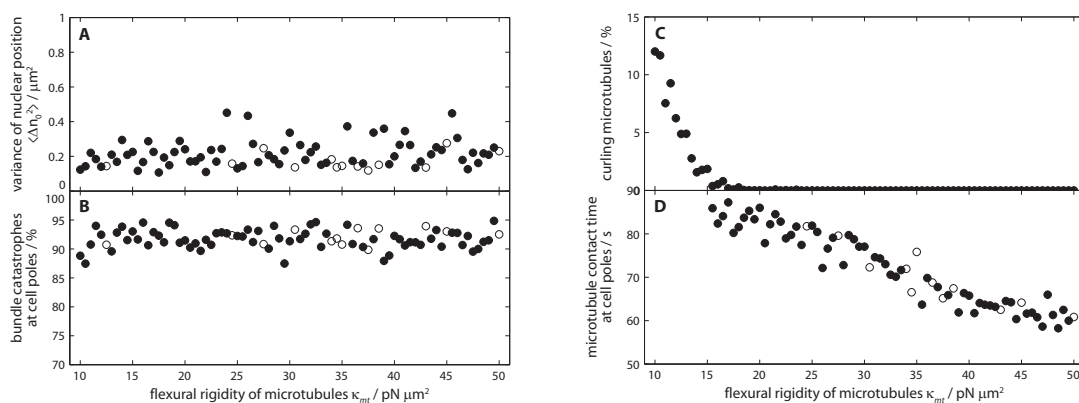 A
variance of nuclear position
⟨Δn₀²⟩ / μm²
1
0.8
0.6
0.4
0.2
0
B
bundle catastrophes
at cell poles / %
100
95
90
85
80
75
70
10 15 20 25 30 35 40 45 50
flexural rigidity of microtubules κmt / pN μm²
C
curling microtubules / %
15
10
5
0
D
microtubule contact time
at cell poles / s
90
80
70
60
50
10 15 20 25 30 35 40 45 50
flexural rigidity of microtubules κmt / pN μm²